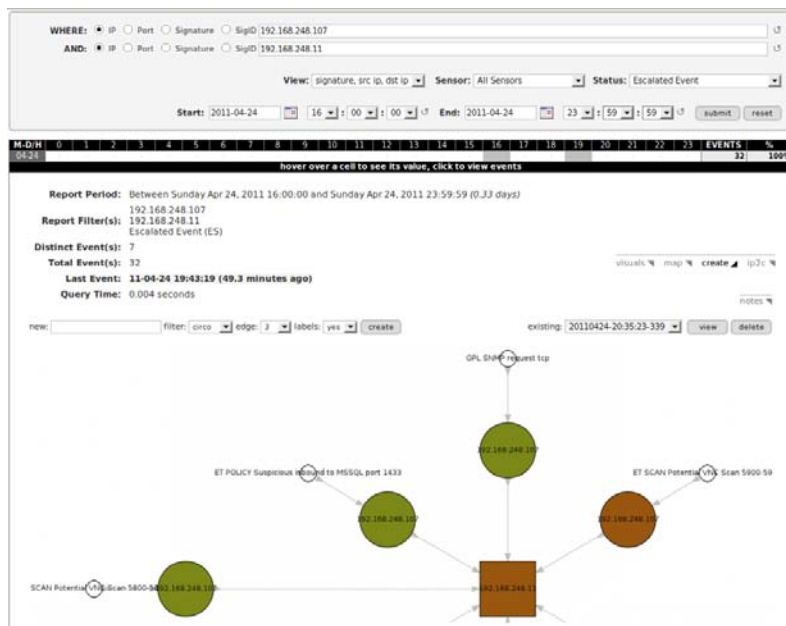 WHERE: IP Port Signature SigID 192.168.248.107
AND: IP Port Signature SigID 192.168.248.11
View: signature, src ip, dst ip Sensor: All Sensors Status: Escalated Event
Start: 2011-04-24 16 : 00 : 00 End: 2011-04-24 23 : 59 : 59 submit reset
M-D/H 0 1 2 3 4 5 6 7 8 9 10 11 12 13 14 15 16 17 18 19 20 21 22 23 EVENTS %
04-24 32 100%
hover over a cell to see its value, click to view events
Report Period: Between Sunday Apr 24, 2011 16:00:00 and Sunday Apr 24, 2011 23:59:59 (0.33 days)
192.168.248.107
Report Filter(s): 192.168.248.11
Escalated Event (ES)
Distinct Event(s): 7
Total Event(s): 32
visuals map create ip2c
Last Event: 11-04-24 19:43:19 (49.3 minutes ago)
Query Time: 0.004 seconds
notes
new: filter: circo edge: 3 labels: yes create existing: 20110424-20:35:23-339 view delete
GPL SNMP request tcp
192.168.248.107
ET POLICY Suspicious inbound to MSSQL port 1433
ET SCAN Potential VNC Scan 5900-59
192.168.248.107
192.168.248.107
SCAN Potential VNC Scan 5800-58
192.168.248.107
192.168.248.11